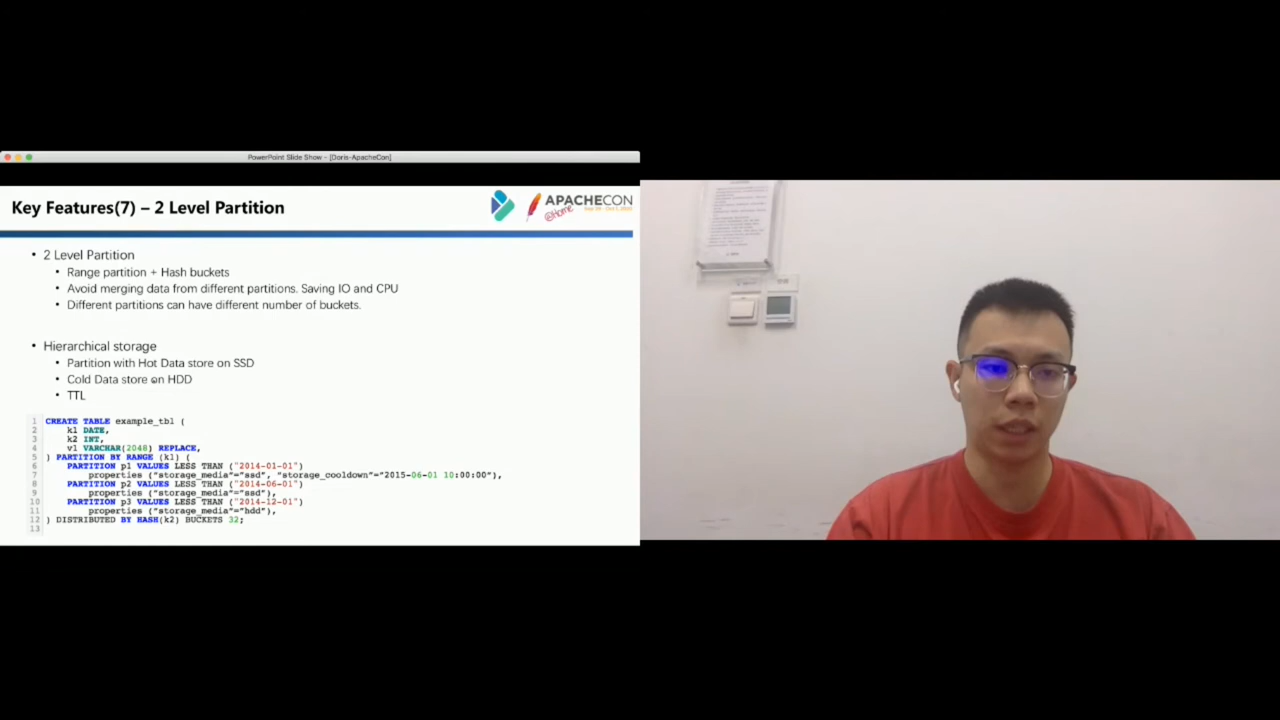 PowerPoint Slide Show - [Doris-ApacheCon]
Key Features(7) – 2 Level Partition
APACHECON
@Home
• 2 Level Partition
• Range partition + Hash buckets
• Avoid merging data from different partitions. Saving IO and CPU
• Different partitions can have different number of buckets.
• Hierarchical storage
• Partition with Hot Data store on SSD
• Cold Data store on HDD
• TTL
1 CREATE TABLE example_tbl (
2 k1 DATE,
3 k2 INT,
4 v1 VARCHAR(2048) REPLACE,
5 ) PARTITION BY RANGE (k1) (
6 PARTITION p1 VALUES LESS THAN ("2014-01-01")
7 properties ("storage_media"="ssd", "storage_cooldown"="2015-06-01 10:00:00"),
8 PARTITION p2 VALUES LESS THAN ("2014-06-01")
9 properties ("storage_media"="ssd"),
10 PARTITION p3 VALUES LESS THAN ("2014-12-01")
11 properties ("storage_media"="hdd"),
12 ) DISTRIBUTED BY HASH(k2) BUCKETS 32;
13